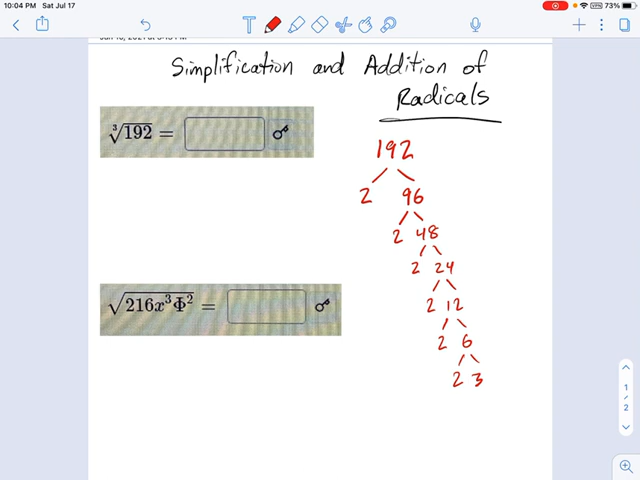 10:04 PM Sat Jul 17
VPN 73%
Simplification and Addition of
Radicals
∛192 =
192
2 96
2 48
2 24
2 12
2 6
2 3
√216x³Φ² =
1
/
2